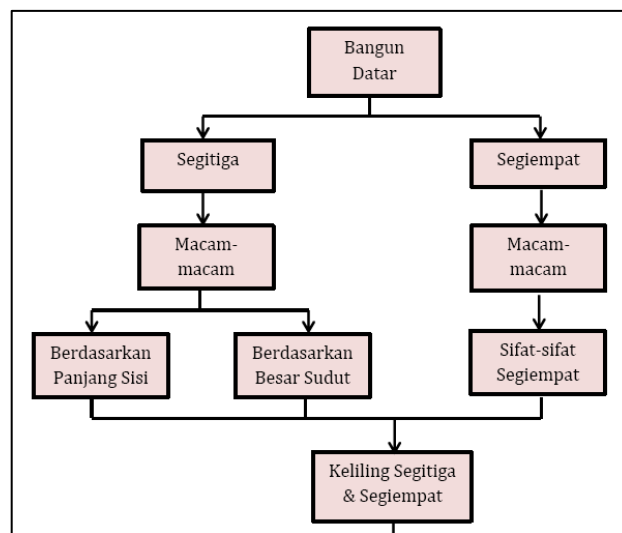 Bangun
Datar
Segitiga
Segiempat
Macam-
macam
Macam-
macam
Berdasarkan
Panjang Sisi
Berdasarkan
Besar Sudut
Sifat-sifat
Segiempat
Keliling Segitiga
& Segiempat